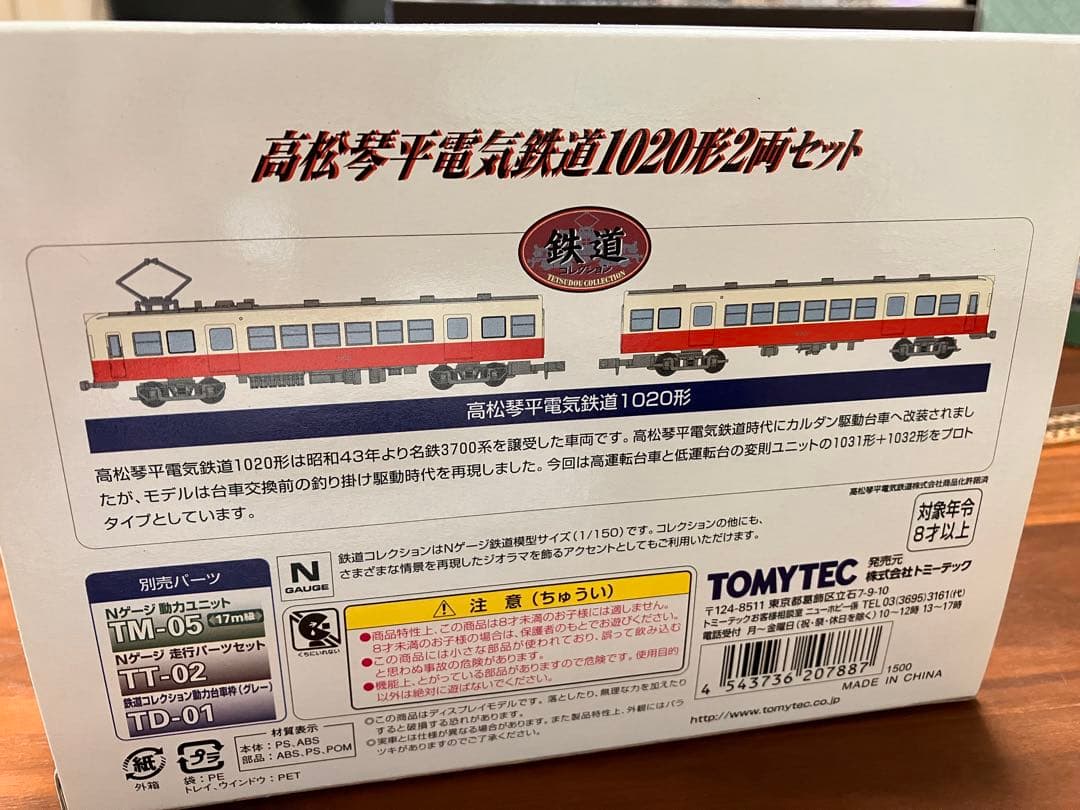 高松琴平電気鉄道1020形2両セット
鉄道
コレクション
TETSUDOU COLLECTION
高松琴平電気鉄道1020形
高松琴平電気鉄道1020形は昭和43年より名鉄3700系を譲受した車両です。高松琴平電気鉄道時代にカルダン駆動台車へ改装されまし
たが、モデルは台車交換前の釣り掛け駆動時代を再現しました。今回は高運転台車と低運転台の変則ユニットの1031形+1032形をプロト
タイプとしています。
高松琴平電気鉄道株式会社商品化許諾済
対象年令
8才以上
N
GAUGE
鉄道コレクションはNゲージ鉄道模型サイズ(1/150)です。コレクションの他にも、
さまざまな情景を再現したジオラマを飾るアクセントとしてもご利用いただけます。
別売パーツ
Nゲージ 動力ユニット
TM-05 17m級
Nゲージ 走行パーツセット
TT-02
鉄道コレクション動力台車枠(グレー)
TD-01
くちにいれない
注意(ちゅうい)
●商品特性上、この商品は8才未満のお子様には適しません。
8才未満のお子様の場合は、保護者のもとでお遊びください。
●この商品には小さな部品が使われており、誤って飲み込む
と思わぬ事故の危険があります。
●機能上、とがっている部品がありますので危険です。使用目的
以外は絶対に遊ばないでください。
◎この商品はディスプレイモデルです。落としたり、無理な力を加えたり
すると破損する恐れがあります。
◎実車とは仕様が異なる場合があります。また製品特性上、外観にはバラ
ツキがありますのでご了承ください。
TOMYTEC 発売元
株式会社トミーテック
〒124-8511 東京都葛飾区立石7-9-10
トミーテックお客様相談室 ニューホビー係 TEL 03(3695)3161(代)
電話受付 月〜金曜日(祝・祭・休日を除く)10〜12時 13〜17時
4 543736 207887
1500
MADE IN CHINA
http://www.tomytec.co.jp
紙
外箱
プラ
袋:PE
トレイ、ウインドウ:PET
材質表示
本体:PS、ABS
部品:ABS、PS、POM